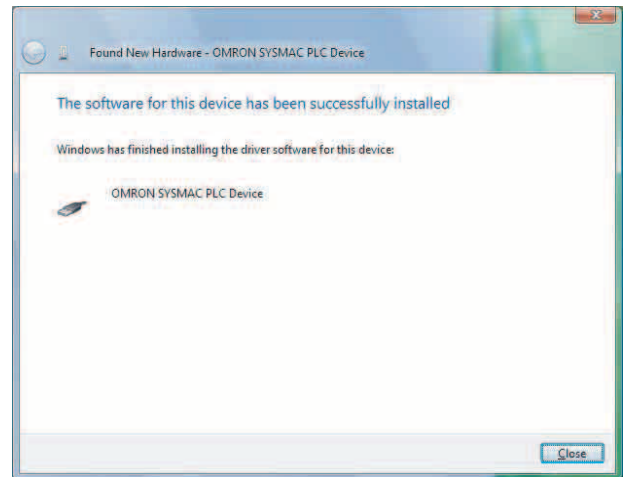 Found New Hardware - OMRON SYSMAC PLC Device
The software for this device has been successfully installed
Windows has finished installing the driver software for this device:
OMRON SYSMAC PLC Device
Close